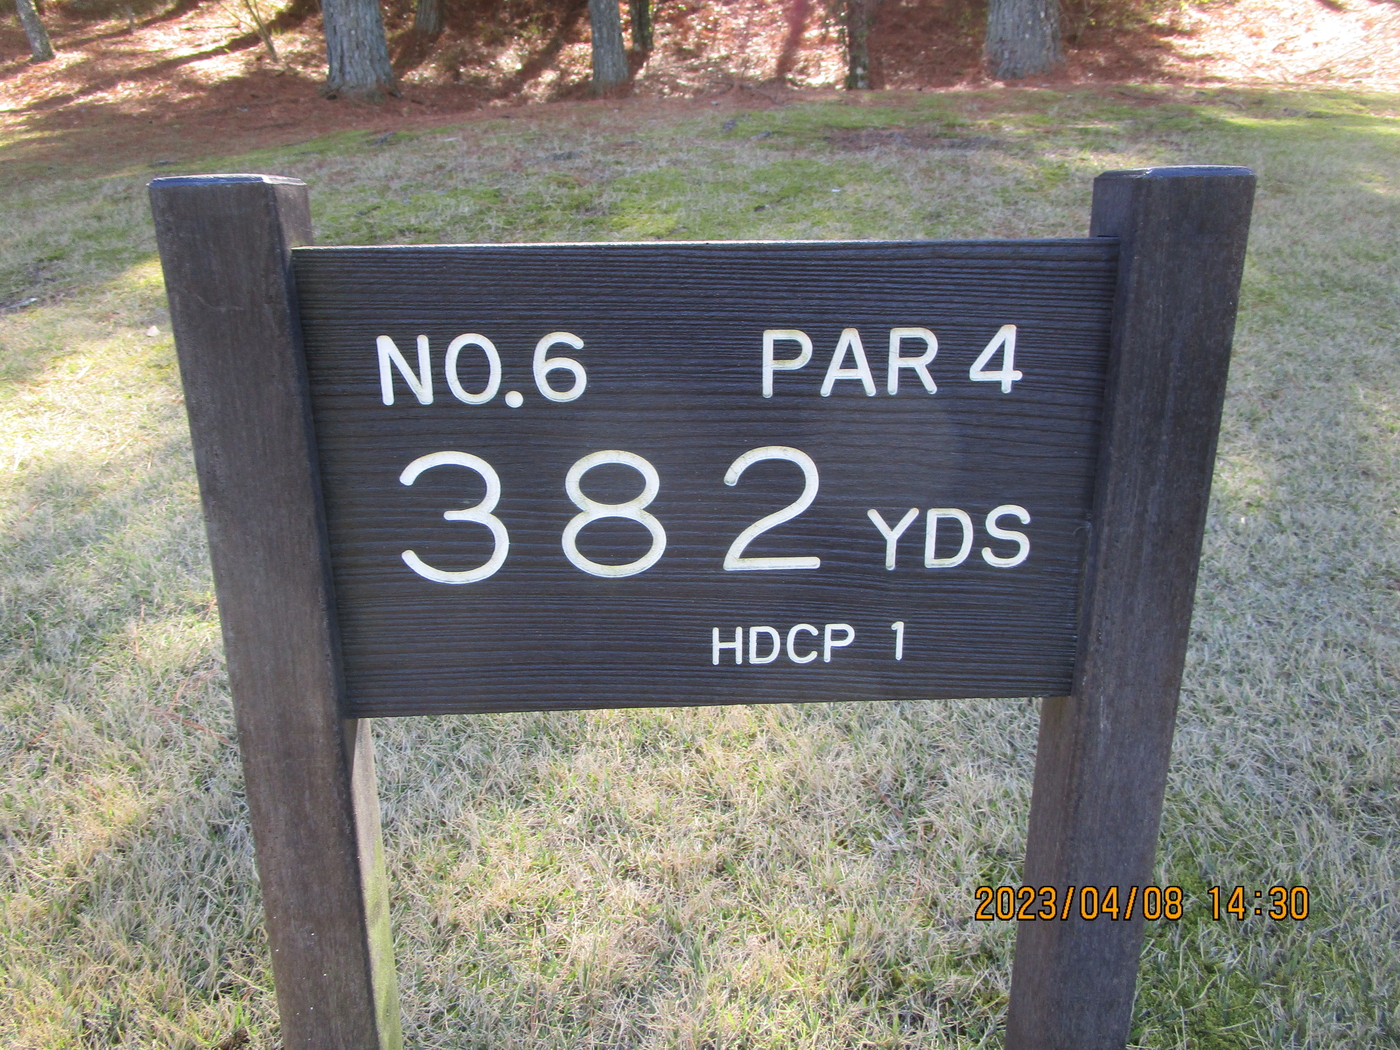 NO.6 PAR 4
382 YDS
HDCP 1
2023/04/08 14:30